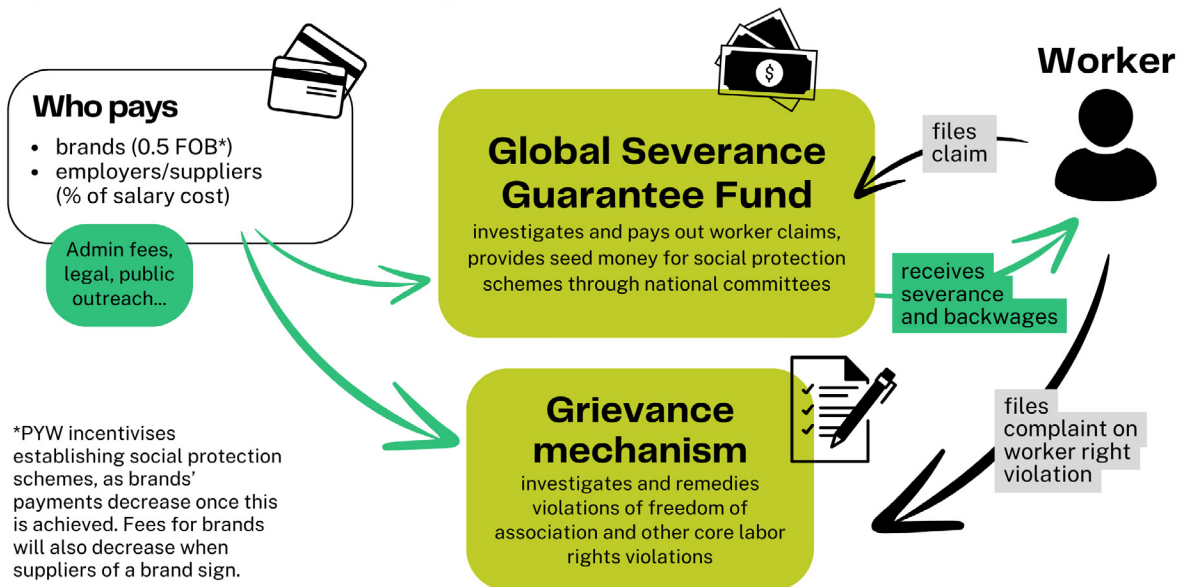 Who pays
• brands (0.5 FOB*)
• employers/suppliers
(% of salary cost)
Admin fees,
legal, public
outreach...
$
Global Severance
Guarantee Fund
investigates and pays out worker claims,
provides seed money for social protection
schemes through national committees
Worker
files
claim
receives
severance
and backwages
Grievance
mechanism
investigates and remedies
violations of freedom of
association and other core labor
rights violations
files
complaint on
worker right
violation
*PYW incentivises
establishing social protection
schemes, as brands’
payments decrease once this
is achieved. Fees for brands
will also decrease when
suppliers of a brand sign.